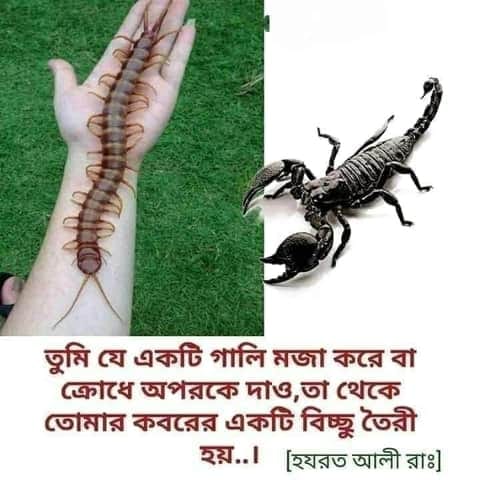 তুমি যে একটি গালি মজা করে বা
ক্রোধে অপরকে দাও,তা থেকে
তোমার কবরের একটি বিচ্ছু তৈরী
হয়..। [হযরত আলী রাঃ]